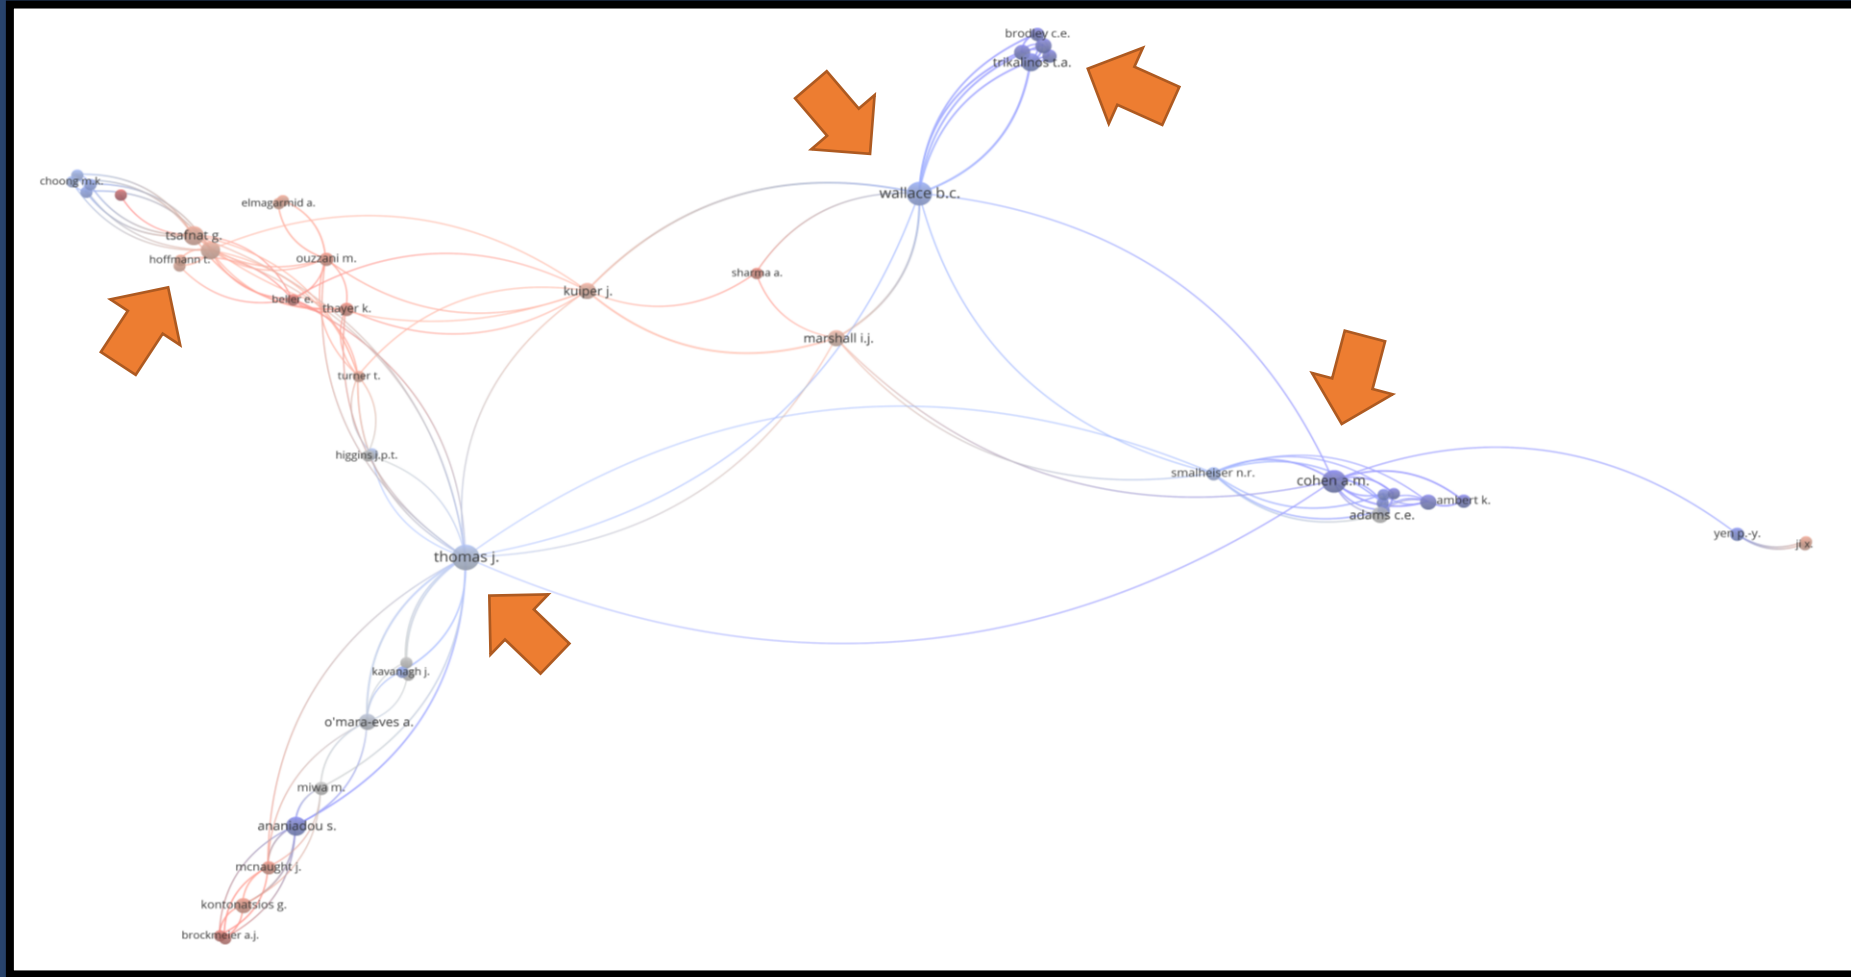 brodley c.e.
trikalinos t.a.
choong m.k.
wallace b.c.
elmagarmid a.
tsafnat g.
hoffmann t.
ouzzani m.
sharma a.
kuiper j.
beller e.
thayer k.
marshall i.j.
turner t.
higgins j.p.t.
smalheiser n.r.
cohen a.m.
ambert k.
adams c.e.
yen p.-y.
ji x.
thomas j.
kavanagh j.
o'mara-eves a.
miwa m.
ananiadou s.
mcnaught j.
kontonatsios g.
brockmeier a.j.